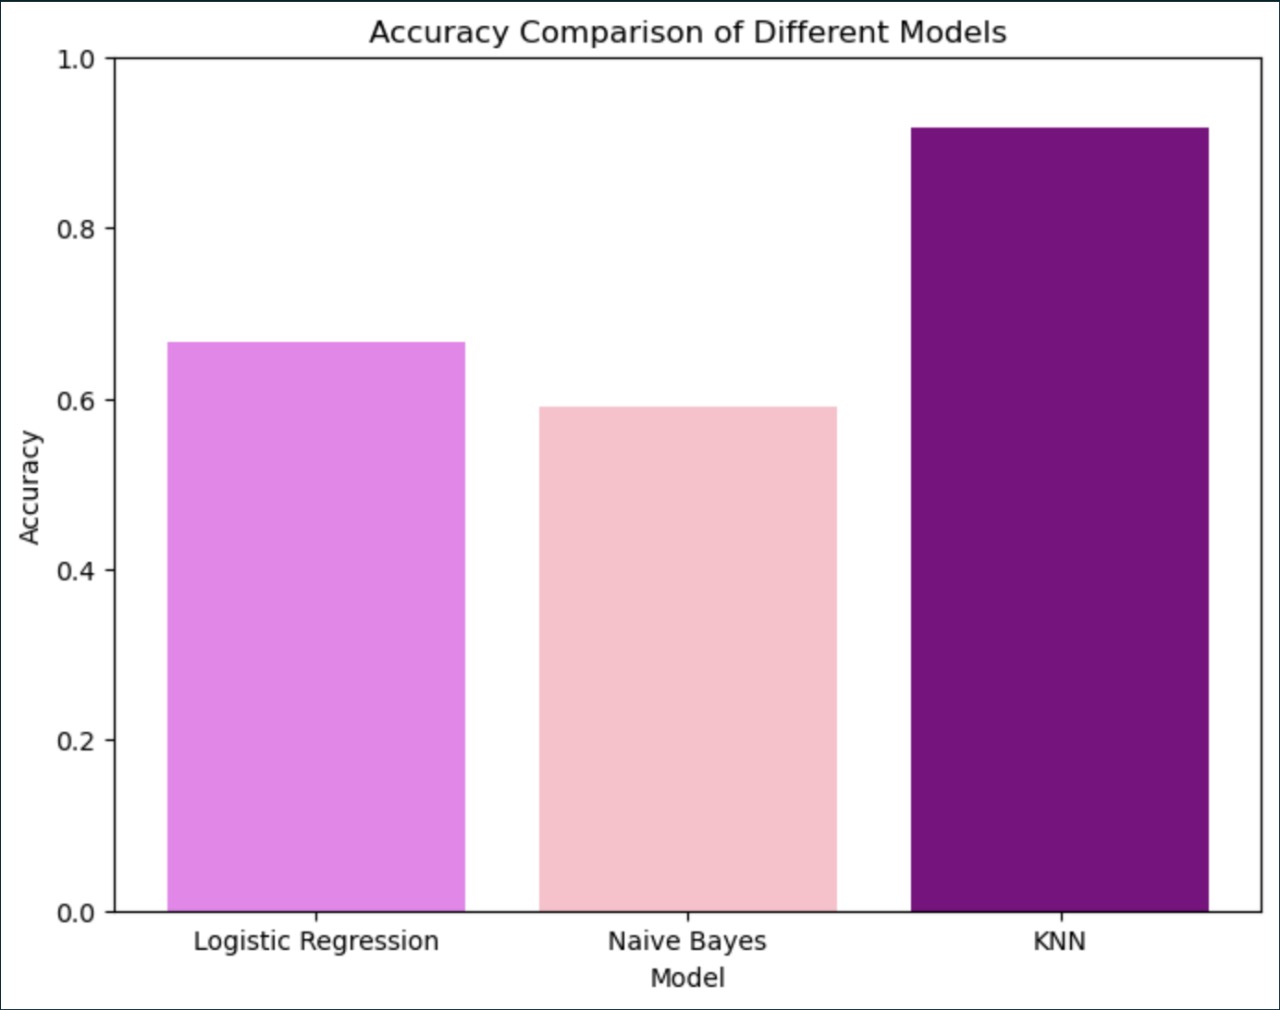 Accuracy Comparison of Different Models
1.0
0.8
0.6
0.4
0.2
0.0
Accuracy
Logistic Regression
Naive Bayes
KNN
Model